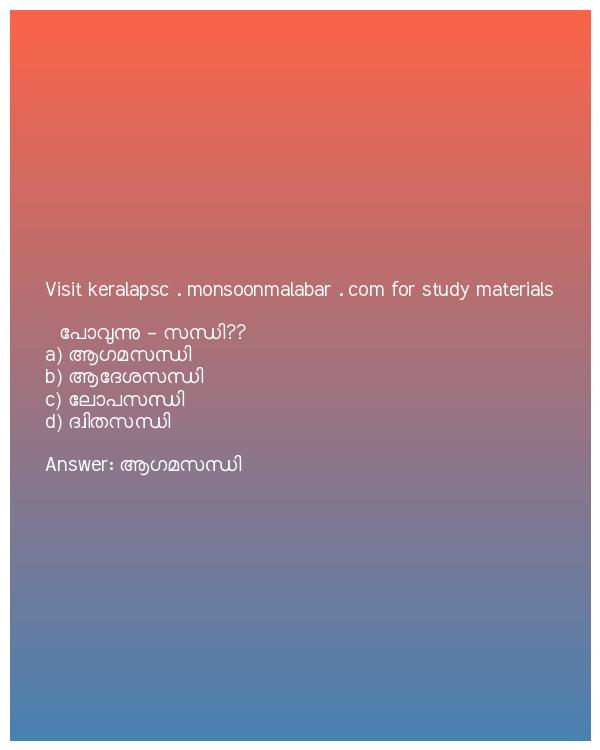 Visit keralapsc . monsoonmalabar . com for study materials
പോവുന്നു - സന്ധി??
a) ആഗമസന്ധി
b) ആദേശസന്ധി
c) ലോപസന്ധി
d) ദ്വിതസന്ധി
Answer: ആഗമസന്ധി